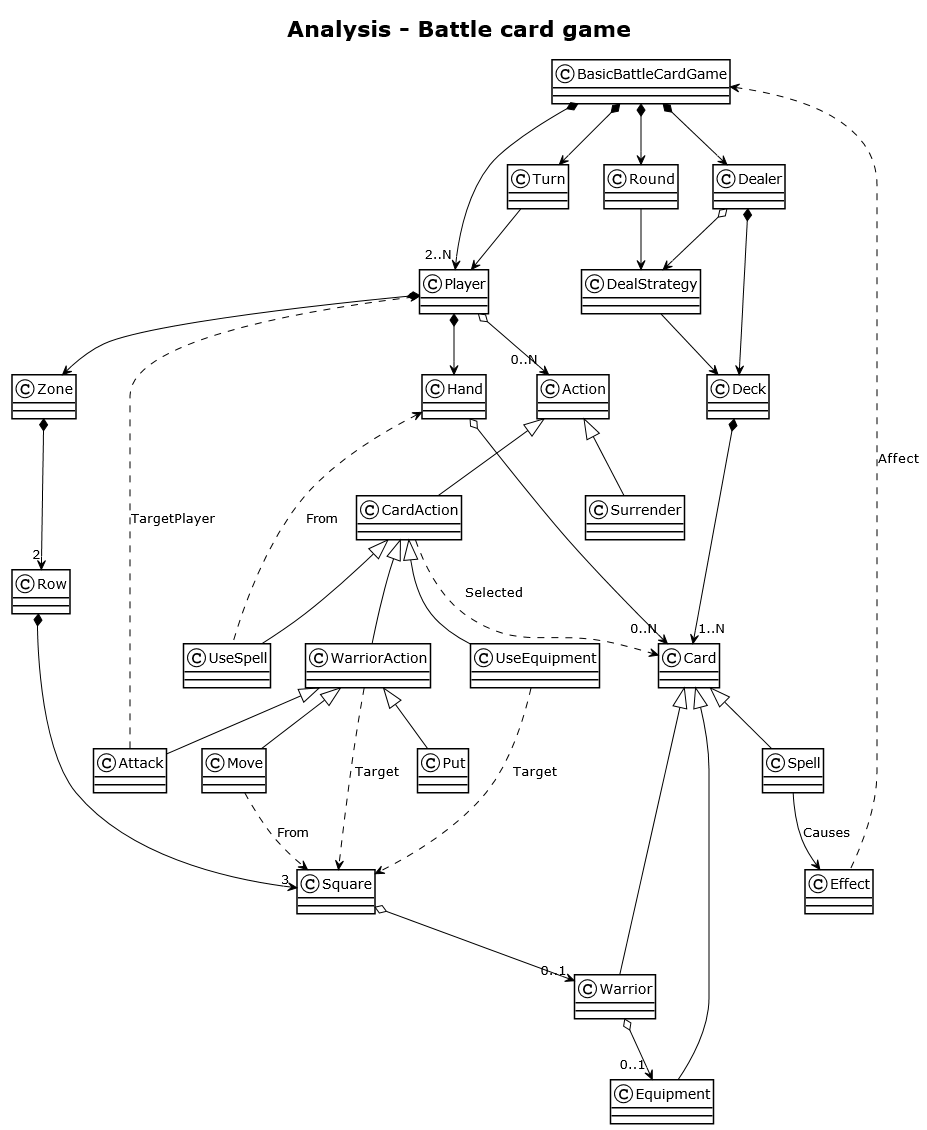 Analysis - Battle card game
C BasicBattleCardGame
C Turn
C Round
C Dealer
2..N
C Player
C DealStrategy
0..N
C Zone
C Hand
C Action
C Deck
Affect
C CardAction
C Surrender
TargetPlayer
From
2
C Row
Selected
0..N
1..N
C UseSpell
C WarriorAction
C UseEquipment
C Card
C Attack
C Move
Target
C Put
Target
C Spell
From
Causes
3
C Square
C Effect
0..1
C Warrior
0..1
C Equipment